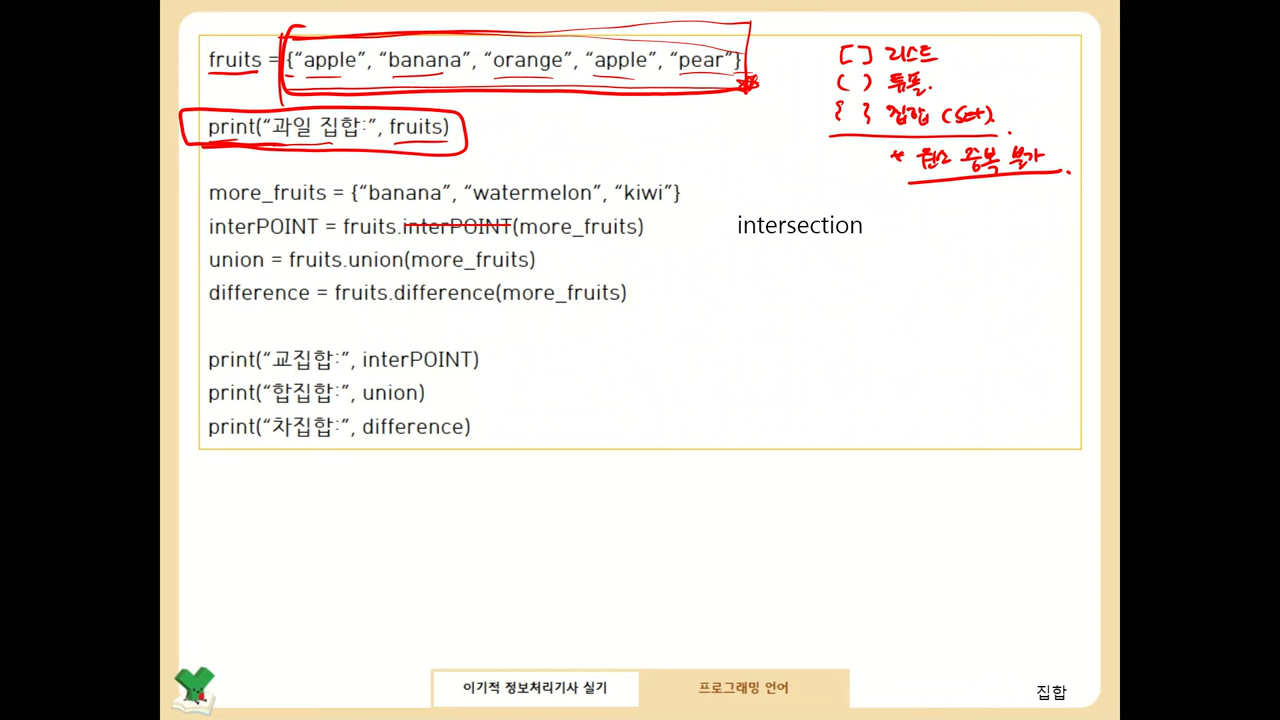 fruits = {“apple”, “banana”, “orange”, “apple”, “pear”}
print(“과일 집합:”, fruits)
more_fruits = {“banana”, “watermelon”, “kiwi”}
interPOINT = fruits.interPOINT(more_fruits)
intersection
union = fruits.union(more_fruits)
difference = fruits.difference(more_fruits)
print(“교집합:”, interPOINT)
print(“합집합:”, union)
print(“차집합:”, difference)
[ ] 리스트
( ) 튜플.
{ } 집합 (set).
* 원소 중복 불가.
이기적 정보처리기사 실기
프로그래밍 언어
집합